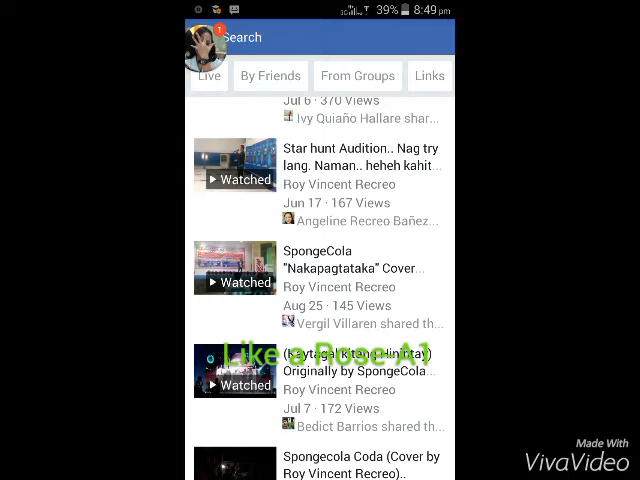 39% 8:49 pm
1
Search
Live
By Friends
From Groups
Links
Jul 6 · 370 Views
Ivy Quiaño Hallare shar...
Star hunt Audition.. Nag try
lang. Naman.. heheh kahit...
Watched
Roy Vincent Recreo
Jun 17 · 167 Views
Angeline Recreo Bañez...
SpongeCola
"Nakapagtataka" Cover...
Watched
Roy Vincent Recreo
Aug 25 · 145 Views
Vergil Villaren shared th...
Like a Rose A1
(Kaytagal kitang Hinintay)
Originally by SpongeCola...
Watched
Roy Vincent Recreo
Jul 7 · 172 Views
Bedict Barrios shared th...
Spongecola Coda (Cover by
Roy Vincent Recreo)..
Made With
VivaVideo